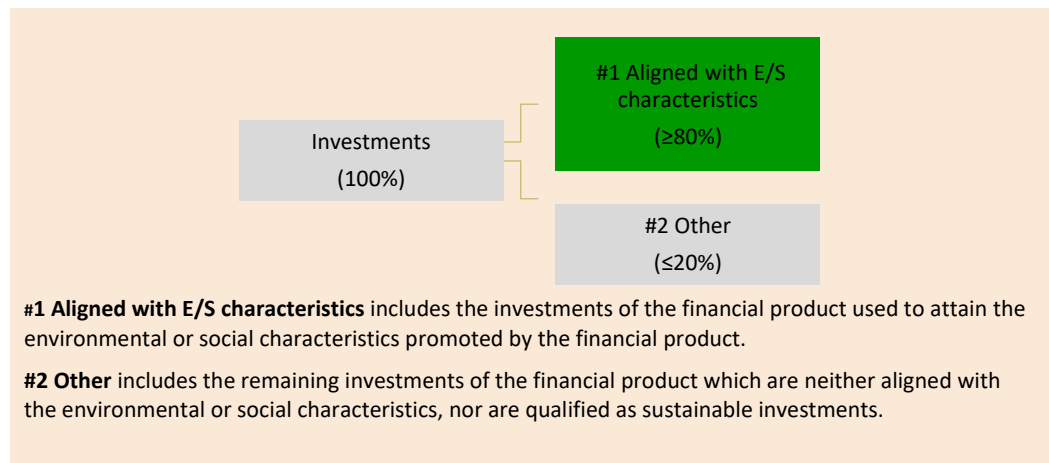 #1 Aligned with E/S
characteristics
(≥80%)
Investments
(100%)
#2 Other
(≤20%)
#1 Aligned with E/S characteristics includes the investments of the financial product used to attain the
environmental or social characteristics promoted by the financial product.
#2 Other includes the remaining investments of the financial product which are neither aligned with
the environmental or social characteristics, nor are qualified as sustainable investments.